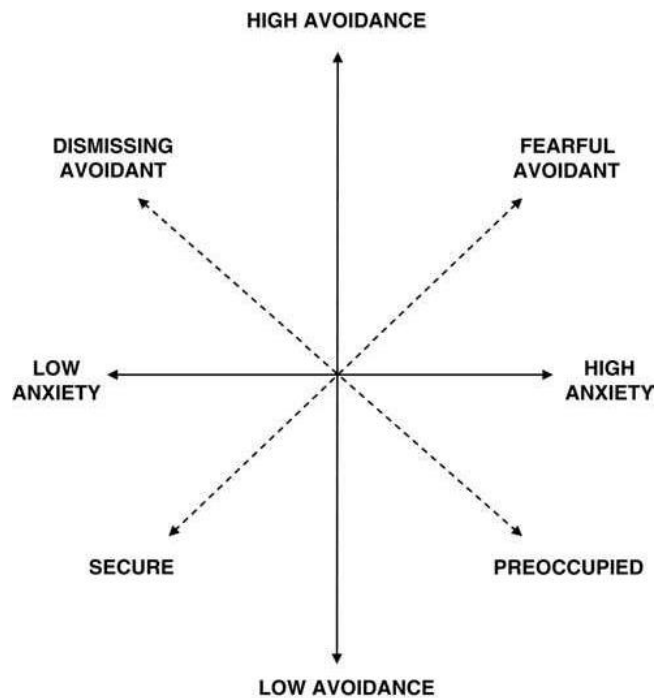 HIGH AVOIDANCE
DISMISSING
AVOIDANT
FEARFUL
AVOIDANT
LOW
ANXIETY
HIGH
ANXIETY
SECURE
PREOCCUPIED
LOW AVOIDANCE